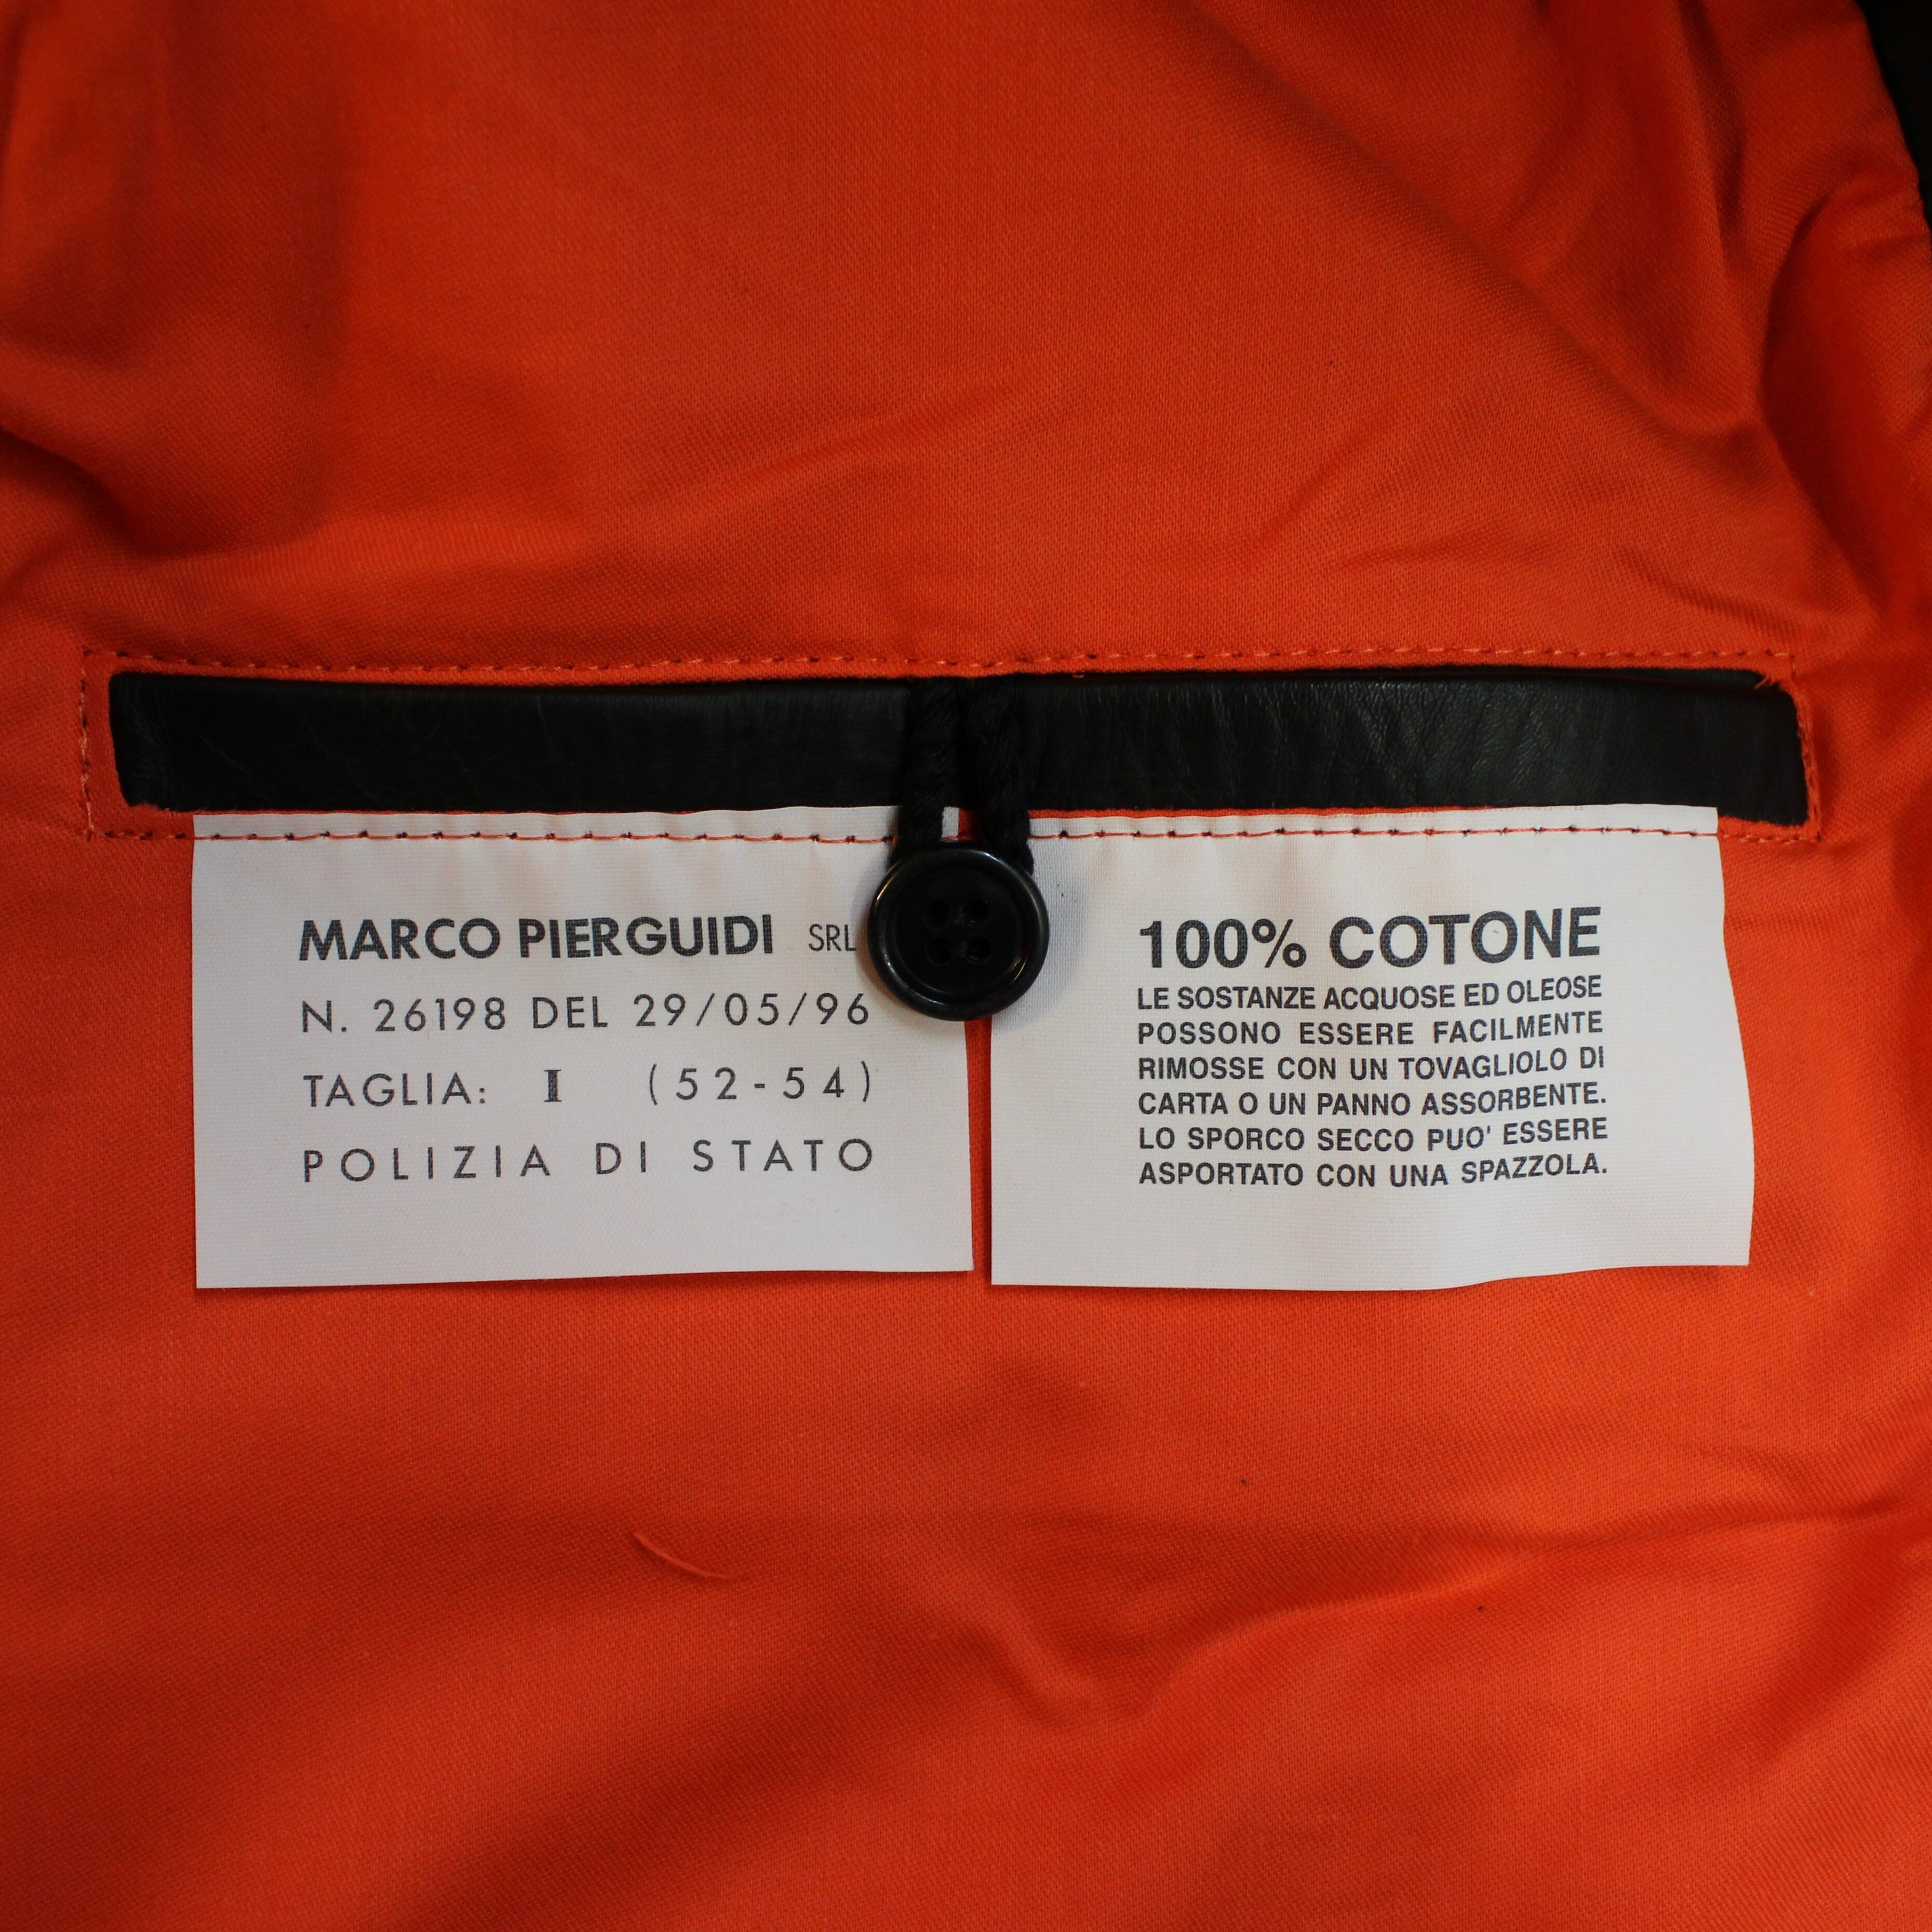 MARCO PIERGUIDI SRL
N. 26198 DEL 29/05/96
TAGLIA: I (52-54)
POLIZIA DI STATO
100% COTONE
LE SOSTANZE ACQUOSE ED OLEOSE
POSSONO ESSERE FACILMENTE
RIMOSSE CON UN TOVAGLIOLO DI
CARTA O UN PANNO ASSORBENTE.
LO SPORCO SECCO PUO' ESSERE
ASPORTATO CON UNA SPAZZOLA.